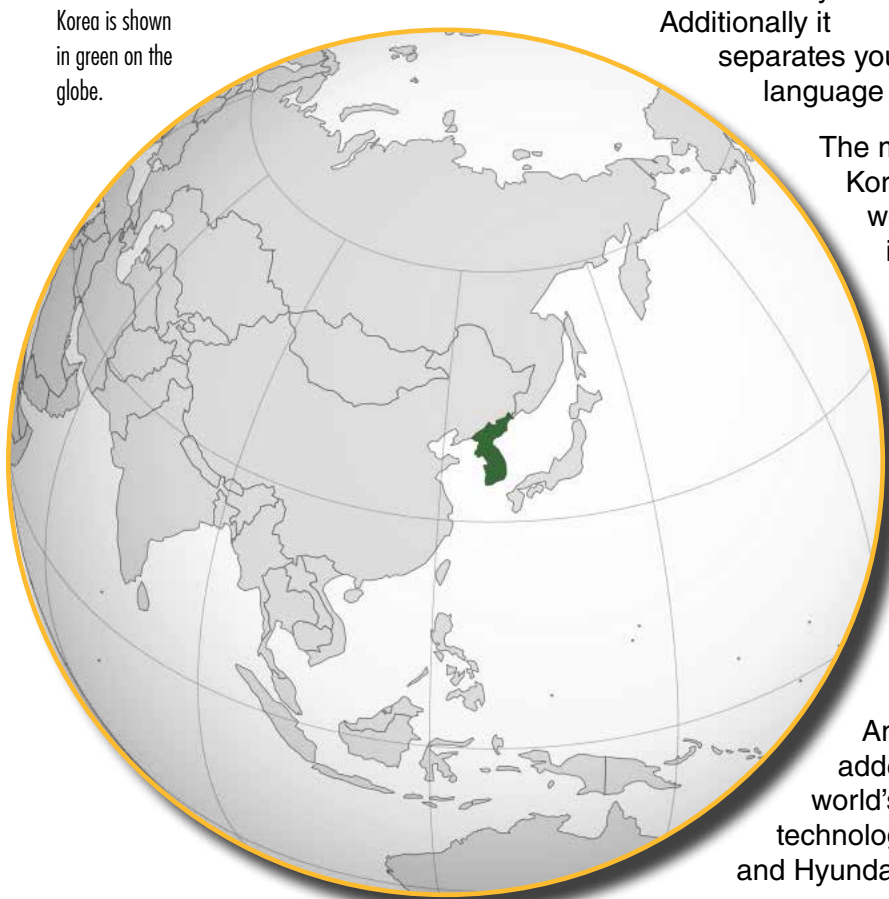 Korea is shown
in green on the
globe.
Additionally it
separates you
language
The
Kor
w
i
adde
world's
technolog
and Hyunda